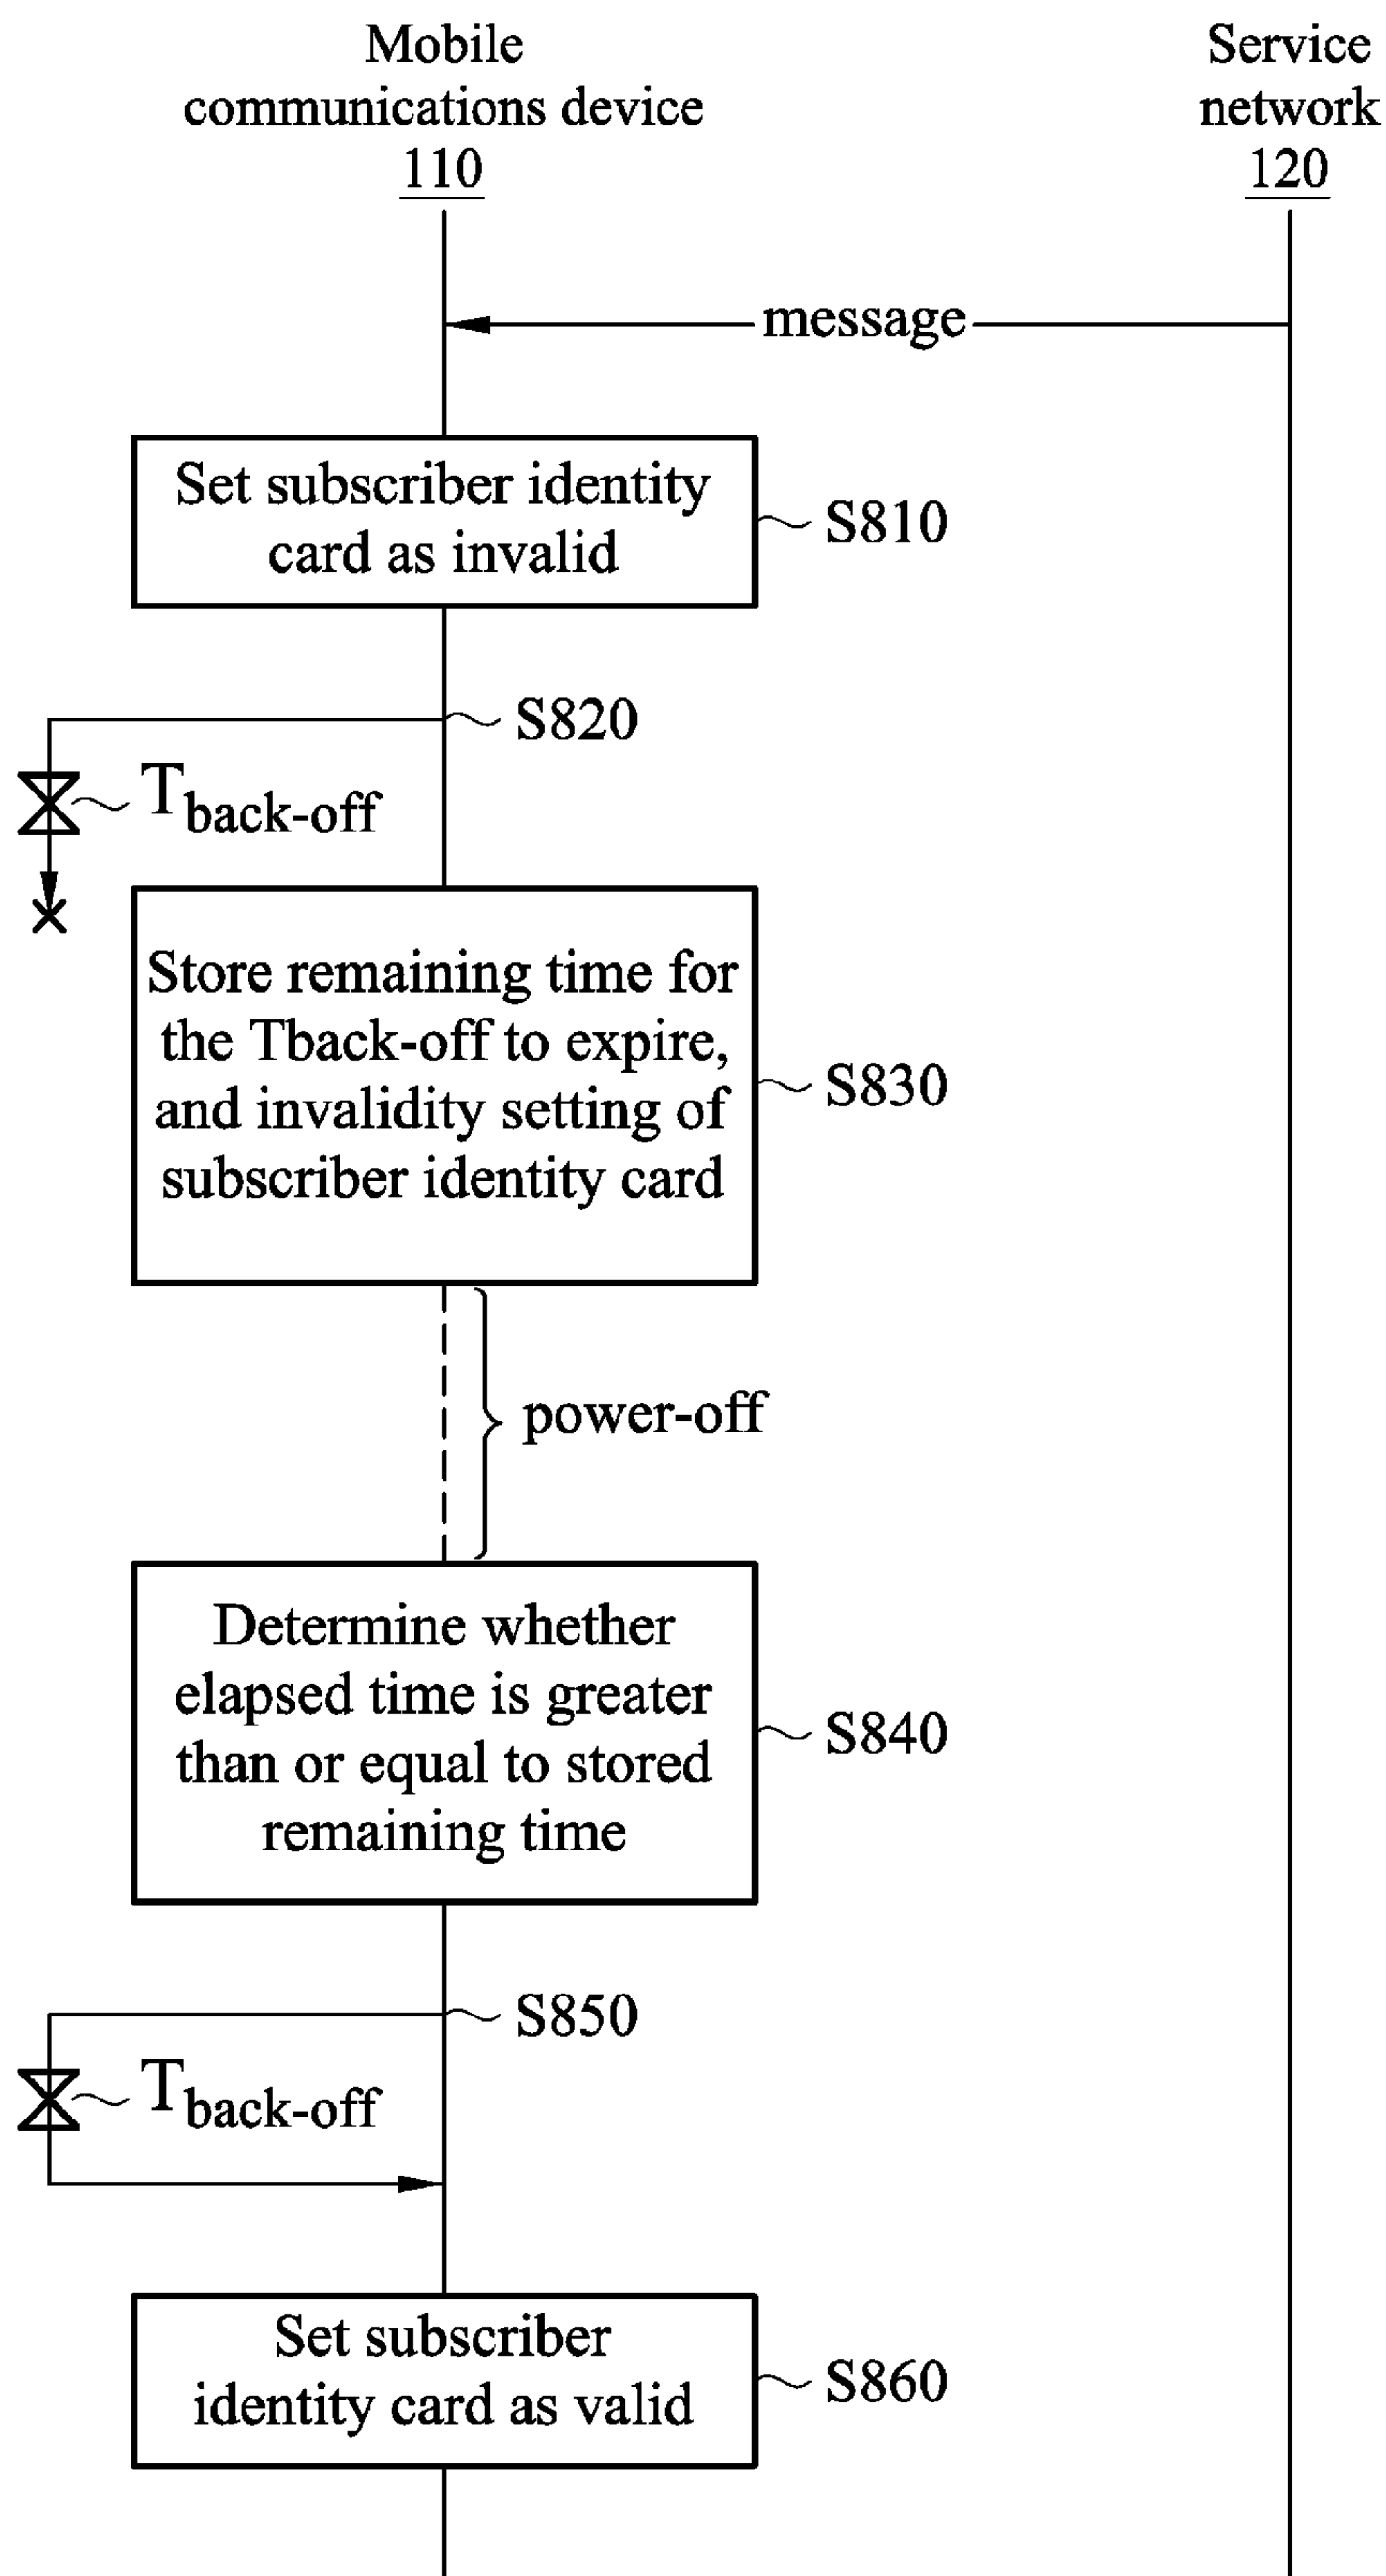 Mobile
communications device
110
Service
network
120
message
Set subscriber identity
card as invalid
S810
S820
Tback-off
Store remaining time for
the Tback-off to expire,
and invalidity setting of
subscriber identity card
S830
power-off
Determine whether
elapsed time is greater
than or equal to stored
remaining time
S840
S850
Tback-off
Set subscriber
identity card as valid
S860